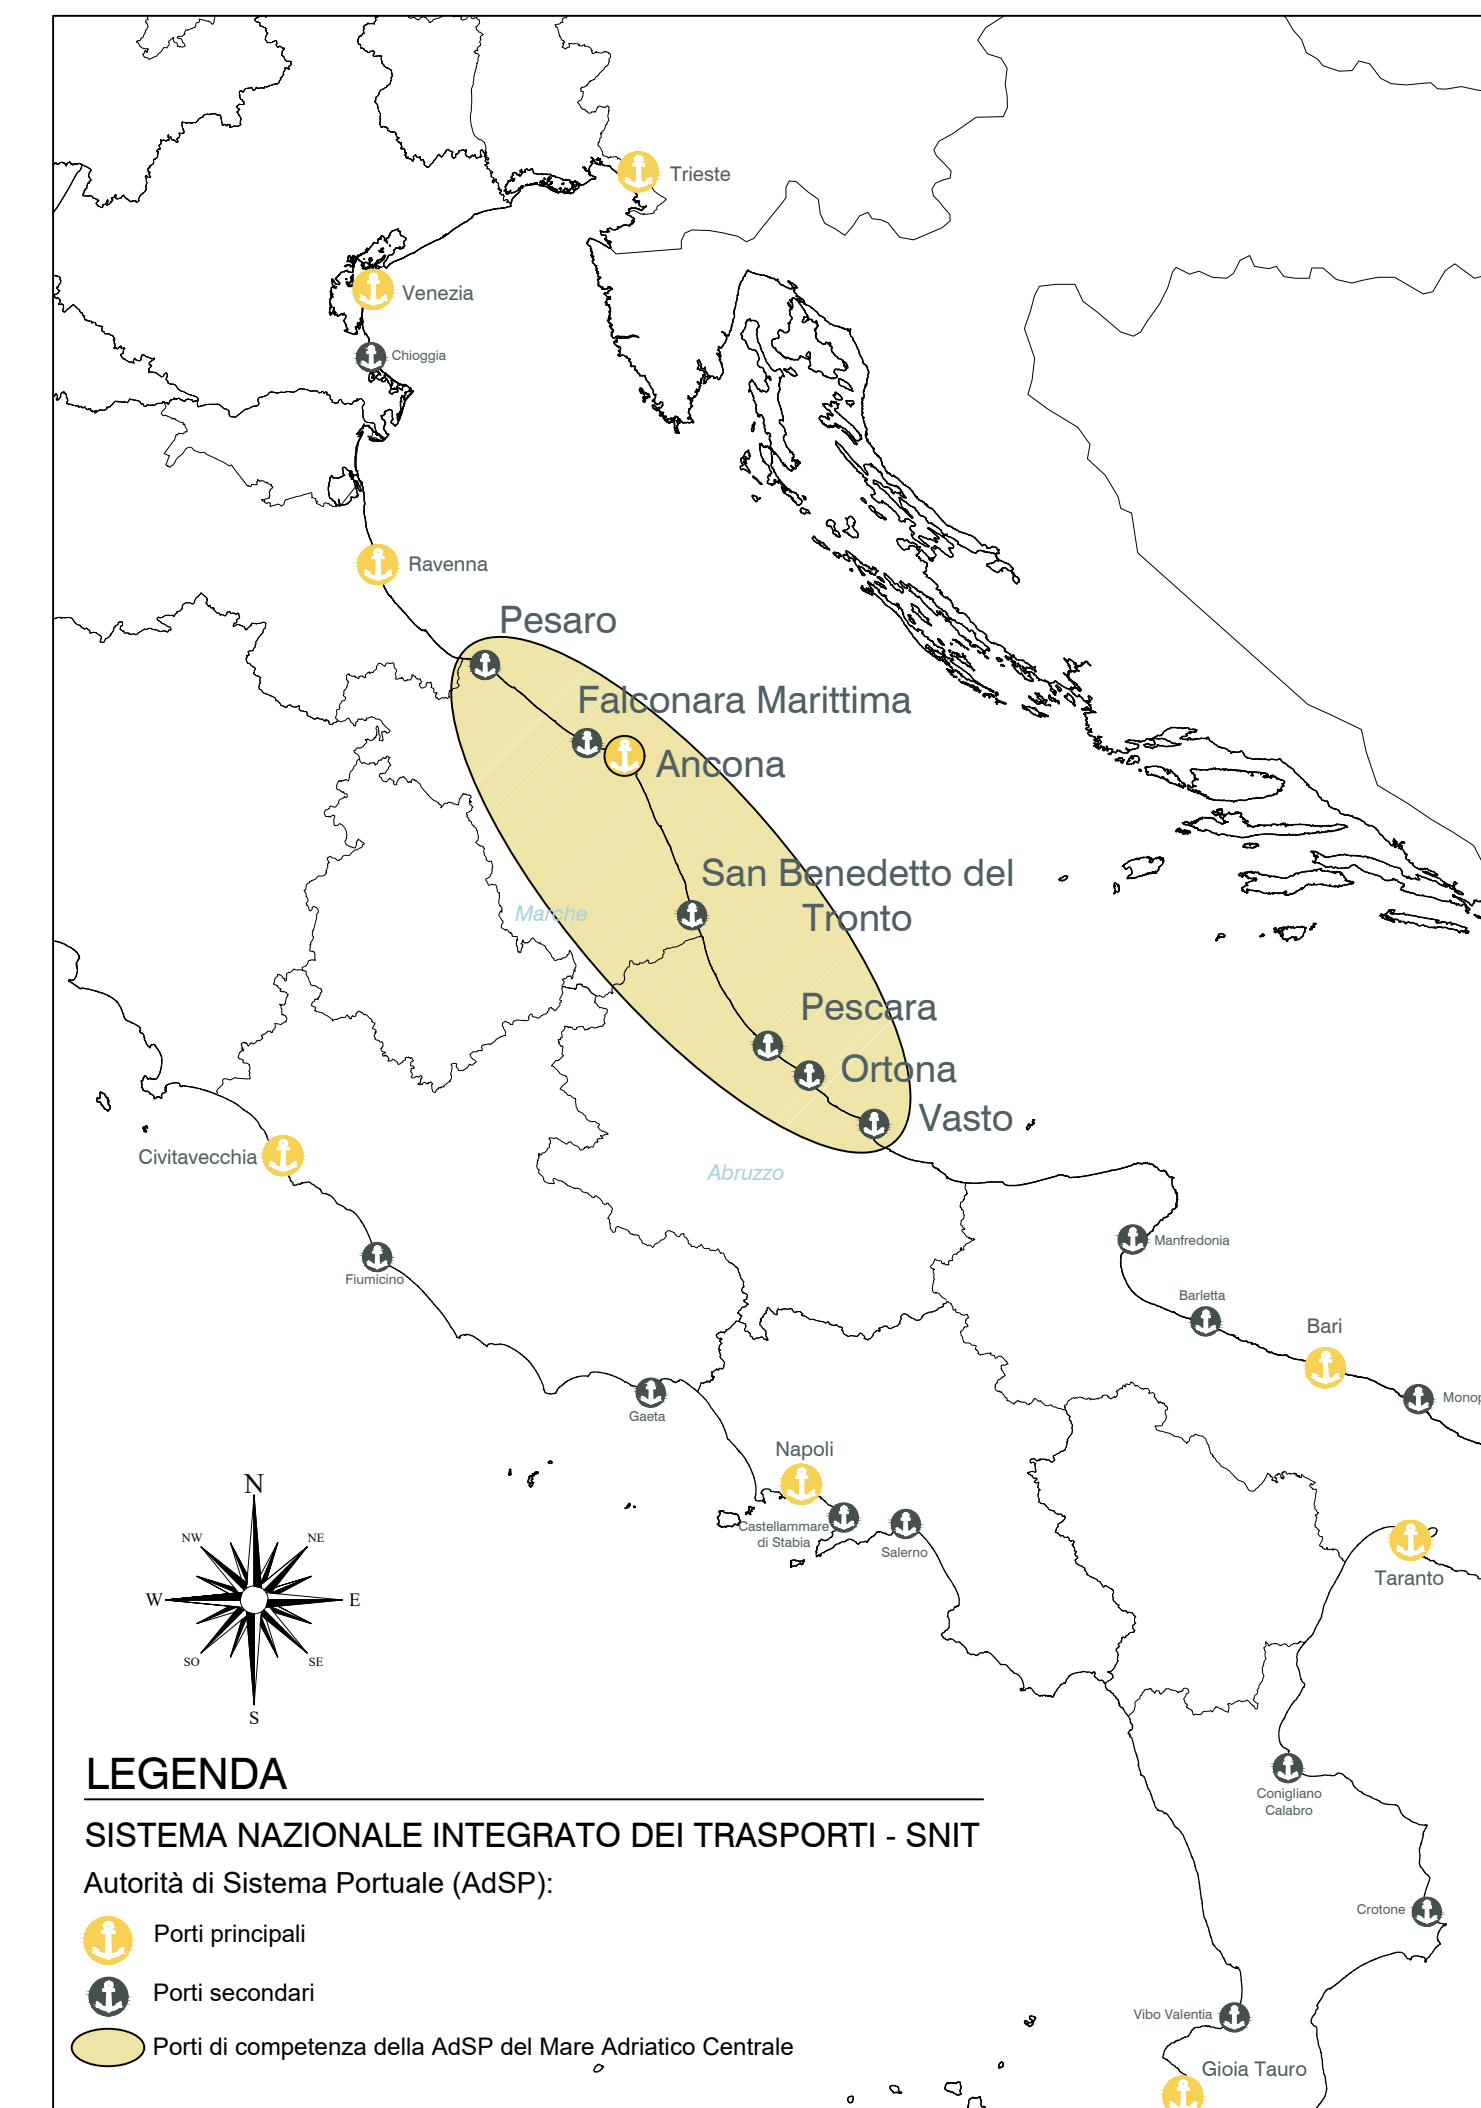 Trieste
Venezia
Chioggia
Ravenna
Pesaro
Falconara Marittima
Ancona
San Benedetto del
Tronto
Marche
Pescara
Ortona
Vasto
Abruzzo
Civitavecchia
Fiumicino
Gaeta
Manfredonia
Barletta
Bari
Monop
Napoli
Castellammare
di Stabia
Salerno
Taranto
N
NW
NE
W
E
SO
SE
S
Conigliano
Calabro
Crotone
Vibo Valentia
Gioia Tauro
LEGENDA
SISTEMA NAZIONALE INTEGRATO DEI TRASPORTI - SNIT
Autorità di Sistema Portuale (AdSP):
Porti principali
Porti secondari
Porti di competenza della AdSP del Mare Adriatico Centrale